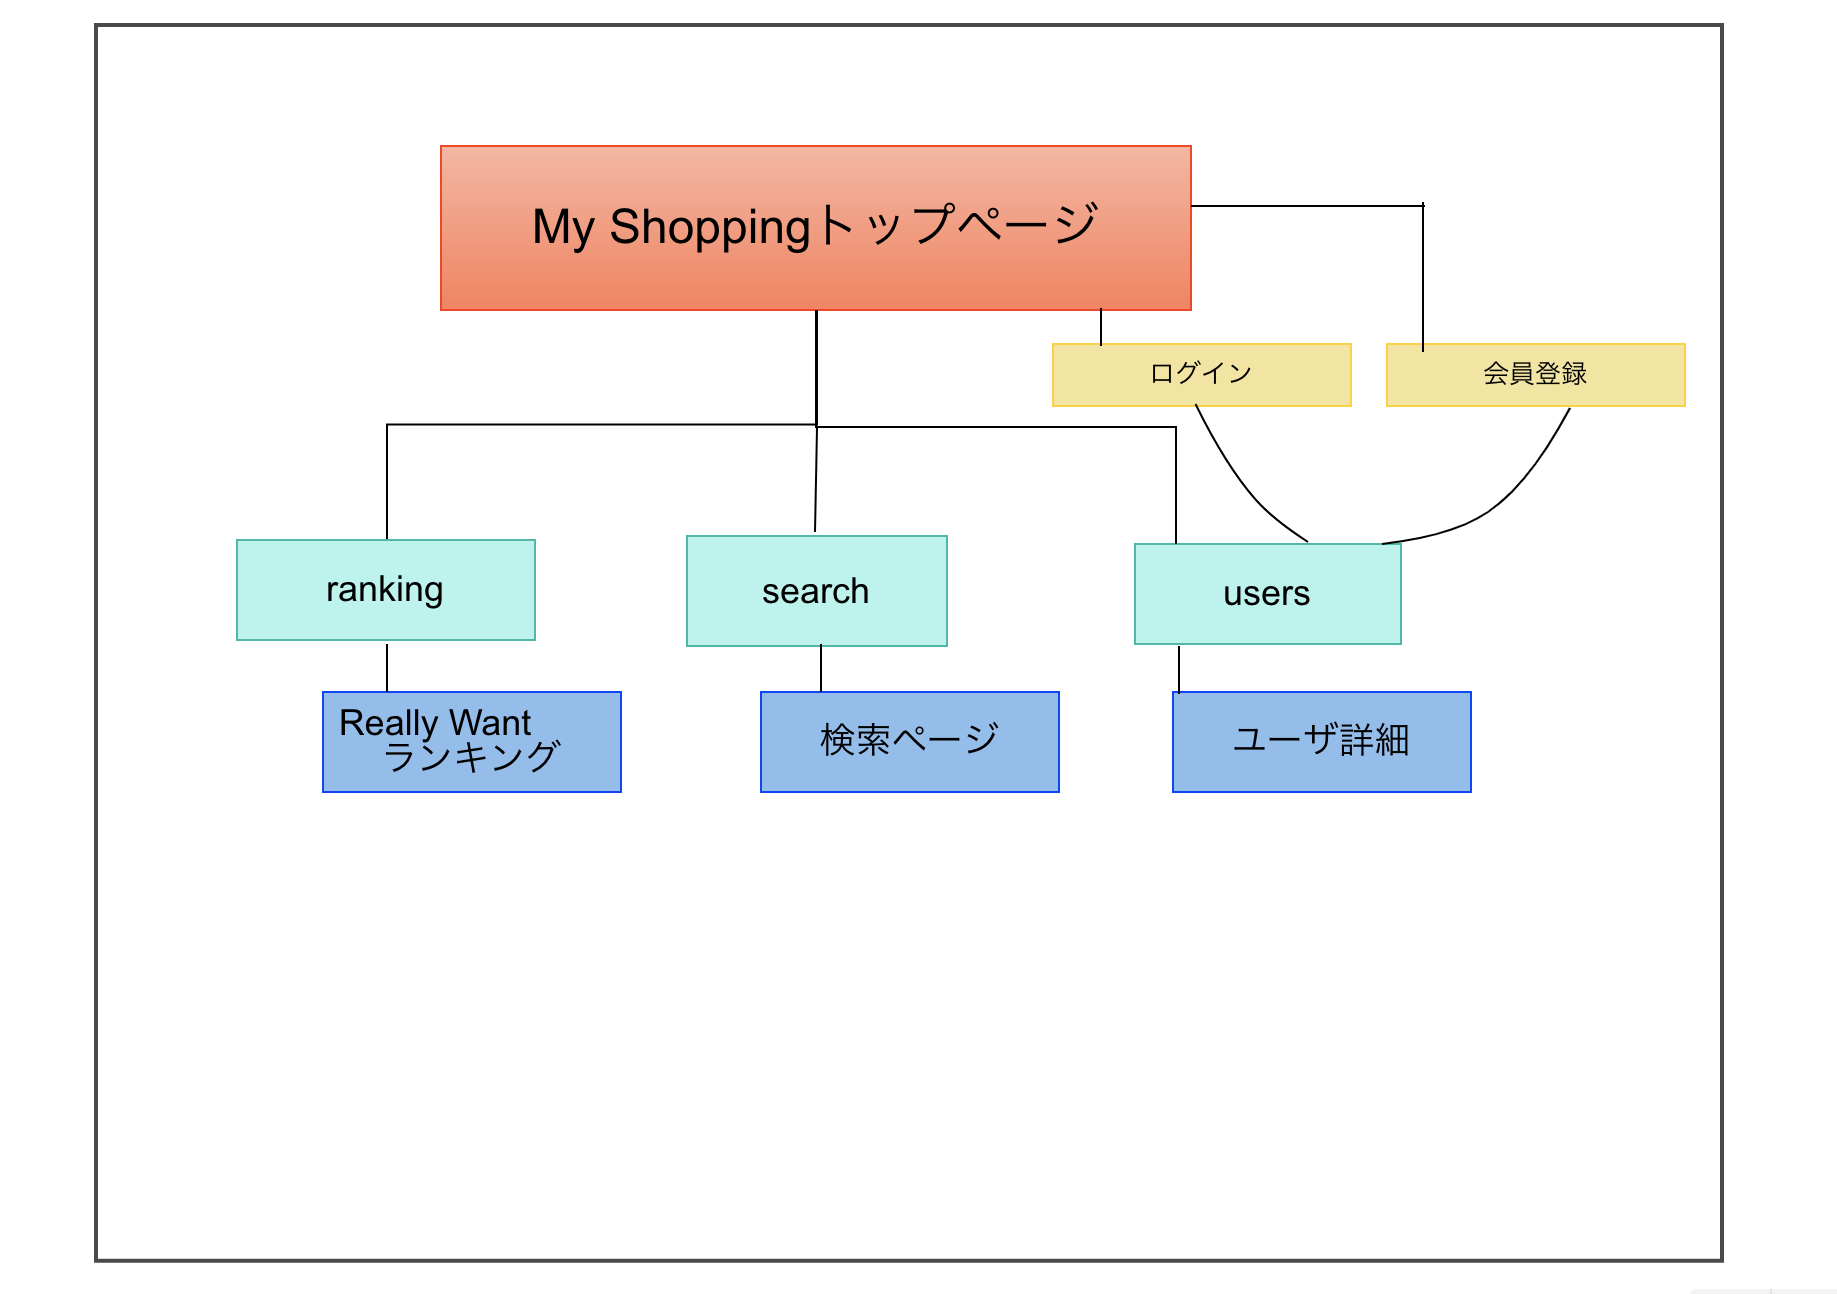 My Shoppingトップページ
ログイン
会員登録
ranking
search
users
Really Want
ランキング
検索ページ
ユーザ詳細